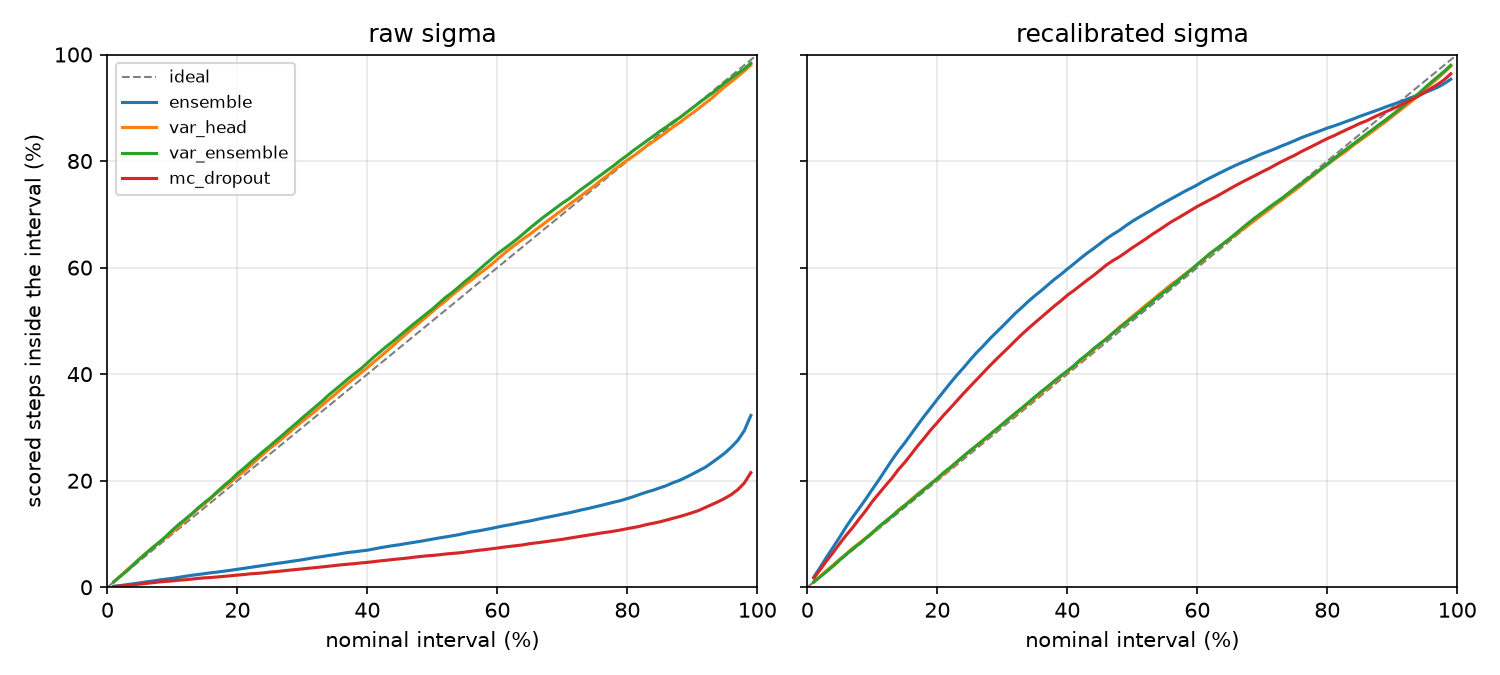 raw sigma
recalibrated sigma
100
80
60
40
20
0
scored steps inside the interval (%)
ideal
ensemble
var_head
var_ensemble
mc_dropout
0 20 40 60 80 100
0 20 40 60 80 100
nominal interval (%)
nominal interval (%)